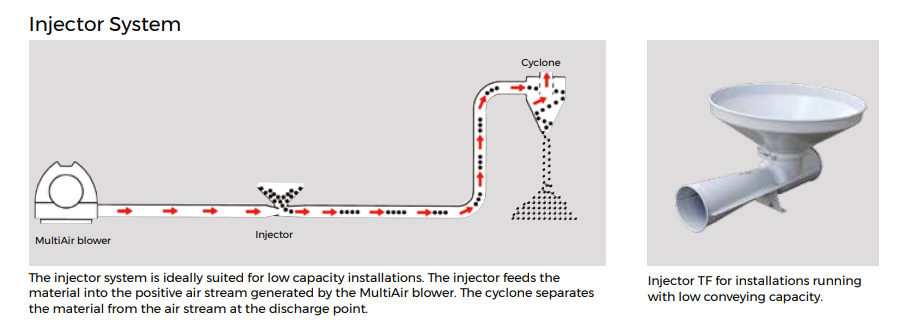 Injector System
Cyclone
MultiAir blower
Injector
The injector system is ideally suited for low capacity installations. The injector feeds the
material into the positive air stream generated by the MultiAir blower. The cyclone separates
the material from the air stream at the discharge point.
Injector TF for installations running
with low conveying capacity.